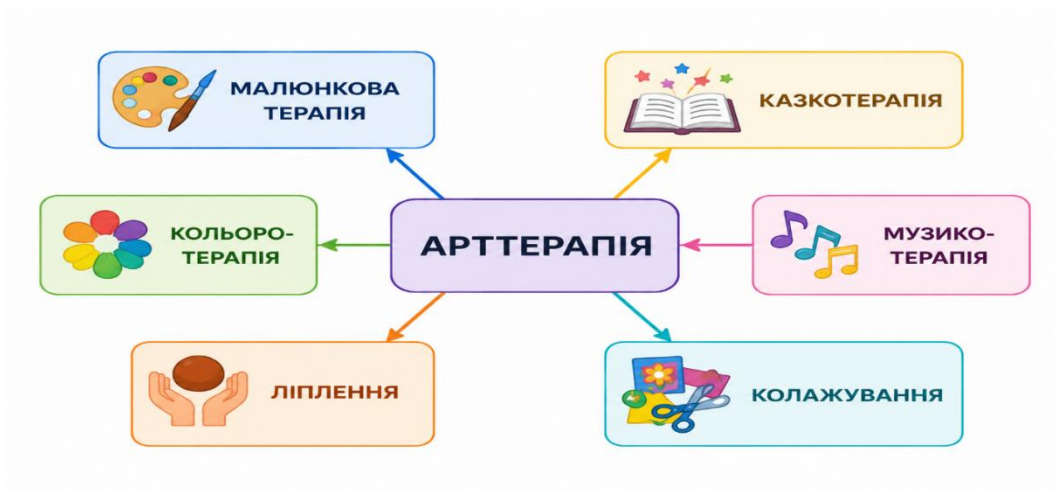 МАЛЮНКОВА
ТЕРАПІЯ
КАЗКОТЕРАПІЯ
КОЛЬОРО-
ТЕРАПІЯ
АРТТЕРАПІЯ
МУЗИКО-
ТЕРАПІЯ
ЛІПЛЕННЯ
КОЛАЖУВАННЯ